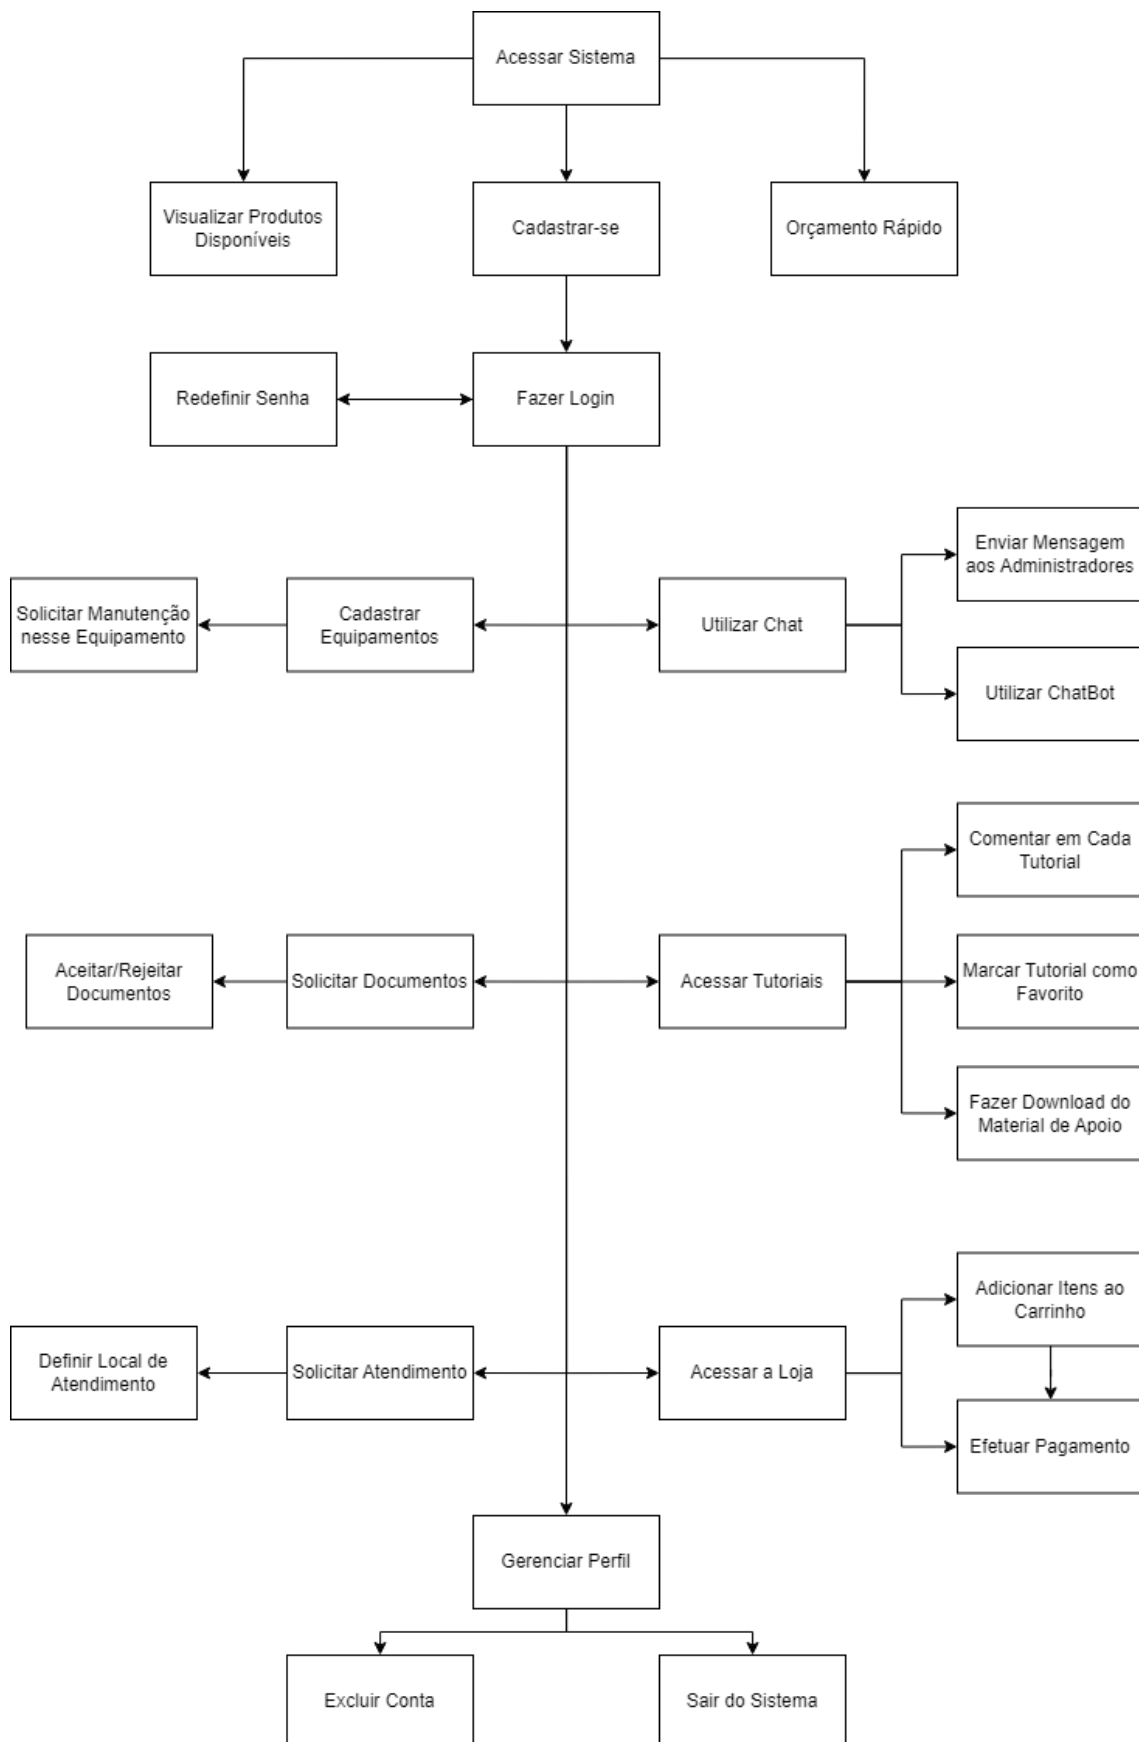 Acessar Sistema
Visualizar Produtos
Disponíveis
Cadastrar-se
Orçamento Rápido
Redefinir Senha
Fazer Login
Enviar Mensagem
aos Administradores
Solicitar Manutenção
nesse Equipamento
Cadastrar
Equipamentos
Utilizar Chat
Utilizar ChatBot
Comentar em Cada
Tutorial
Aceitar/Rejeitar
Documentos
Solicitar Documentos
Acessar Tutoriais
Marcar Tutorial como
Favorito
Fazer Download do
Material de Apoio
Adicionar Itens ao
Carrinho
Definir Local de
Atendimento
Solicitar Atendimento
Acessar a Loja
Efetuar Pagamento
Gerenciar Perfil
Excluir Conta
Sair do Sistema